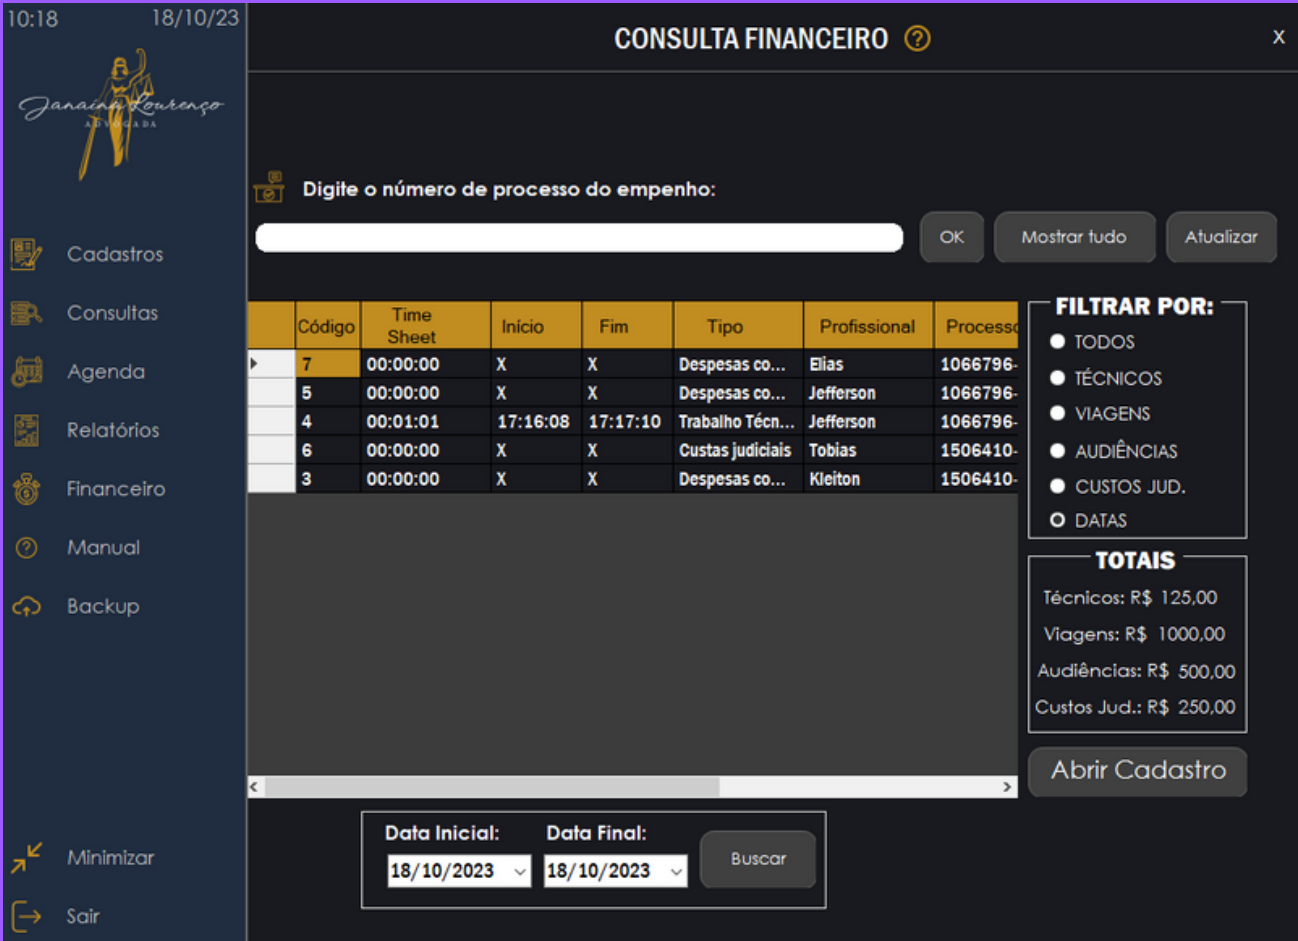 10:18 18/10/23
CONSULTA FINANCEIRO ?
X
Janaina Lourenço
ADVOGADA
Digite o número de processo do empenho:
OK Mostrar tudo Atualizar
Cadastros
Consultas
Agenda
Relatórios
Financeiro
Manual
Backup
Minimizar
Sair
Código Time Sheet Início Fim Tipo Profissional Processo
7 00:00:00 X X Despesas co... Elias 1066796-
5 00:00:00 X X Despesas co... Jefferson 1066796-
4 00:01:01 17:16:08 17:17:10 Trabalho Técn... Jefferson 1066796-
6 00:00:00 X X Custas judiciais Tobias 1506410-
3 00:00:00 X X Despesas co... Kleiton 1506410-
FILTRAR POR:
TODOS
TÉCNICOS
VIAGENS
AUDIÊNCIAS
CUSTOS JUD.
DATAS
TOTAIS
Técnicos: R$ 125,00
Viagens: R$ 1000,00
Audiências: R$ 500,00
Custos Jud.: R$ 250,00
Abrir Cadastro
Data Inicial: Data Final:
18/10/2023 18/10/2023 Buscar